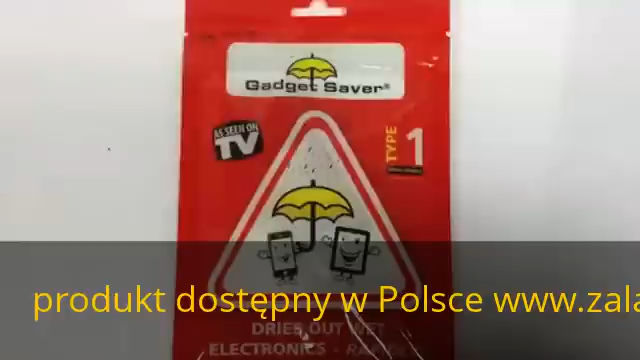 Gadget Saver®
AS SEEN ON
TV
TYPE 1
produkt dostępny w Polsce www.zala
DRIES OUT WET
ELECTRONICS -